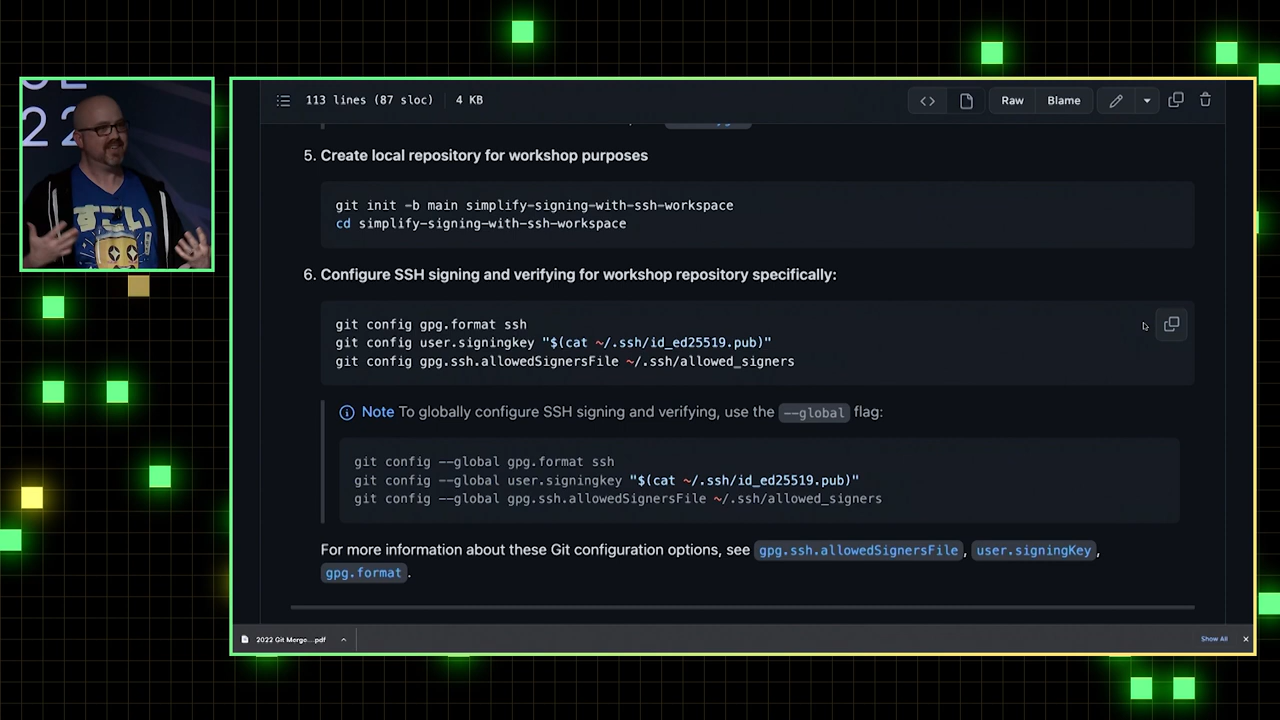 22
すごい
113 lines (87 sloc) 4 KB
Raw Blame
5. Create local repository for workshop purposes
git init -b main simplify-signing-with-ssh-workspace
cd simplify-signing-with-ssh-workspace
6. Configure SSH signing and verifying for workshop repository specifically:
git config gpg.format ssh
git config user.signingkey "$(cat ~/.ssh/id_ed25519.pub)"
git config gpg.ssh.allowedSignersFile ~/.ssh/allowed_signers
Note To globally configure SSH signing and verifying, use the --global flag:
git config --global gpg.format ssh
git config --global user.signingkey "$(cat ~/.ssh/id_ed25519.pub)"
git config --global gpg.ssh.allowedSignersFile ~/.ssh/allowed_signers
For more information about these Git configuration options, see gpg.ssh.allowedSignersFile, user.signingKey,
gpg.format.
2022 Git Merge....pdf
Show All